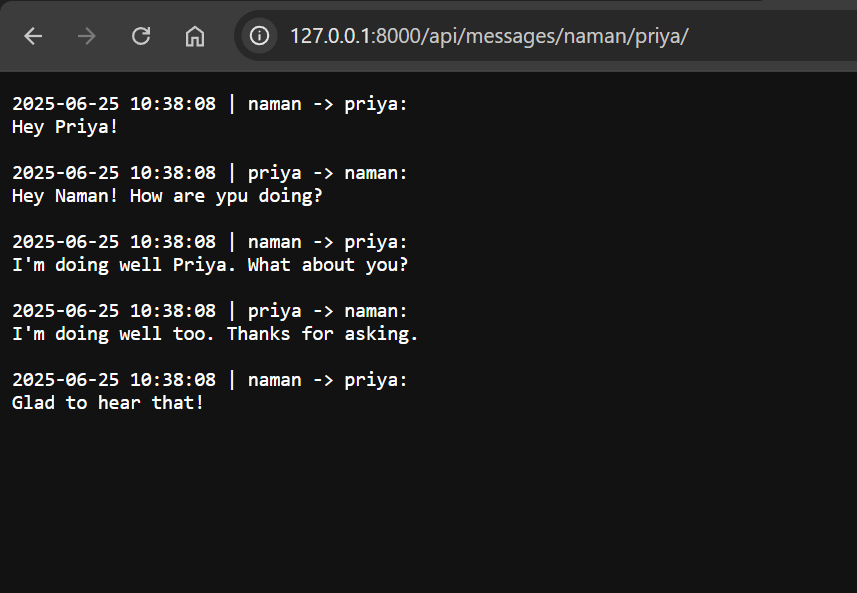 127.0.0.1:8000/api/messages/naman/priya/
2025-06-25 10:38:08 | naman -> priya:
Hey Priya!
2025-06-25 10:38:08 | priya -> naman:
Hey Naman! How are ypu doing?
2025-06-25 10:38:08 | naman -> priya:
I'm doing well Priya. What about you?
2025-06-25 10:38:08 | priya -> naman:
I'm doing well too. Thanks for asking.
2025-06-25 10:38:08 | naman -> priya:
Glad to hear that!